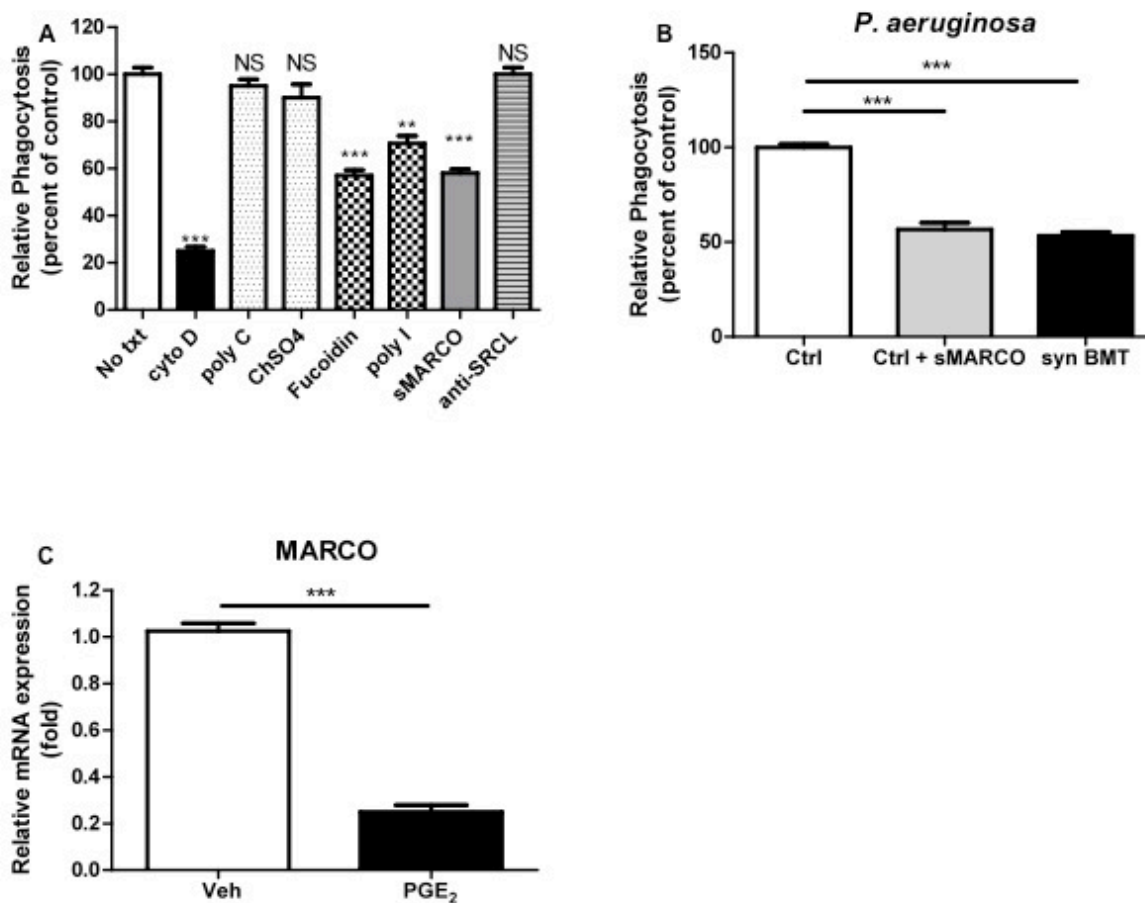 A
Relative Phagocytosis
(percent of control)
120
100
80
60
40
20
0
NS
NS
NS
***
***
**
***
No txt
cyto D
poly C
ChSO4
Fucoidin
poly I
sMARCO
anti-SRCL
B
P. aeruginosa
Relative Phagocytosis
(percent of control)
150
100
50
0
***
***
Ctrl
Ctrl + sMARCO
syn BMT
C
MARCO
Relative mRNA expression
(fold)
1.2
1.0
0.8
0.6
0.4
0.2
0.0
***
Veh
PGE₂